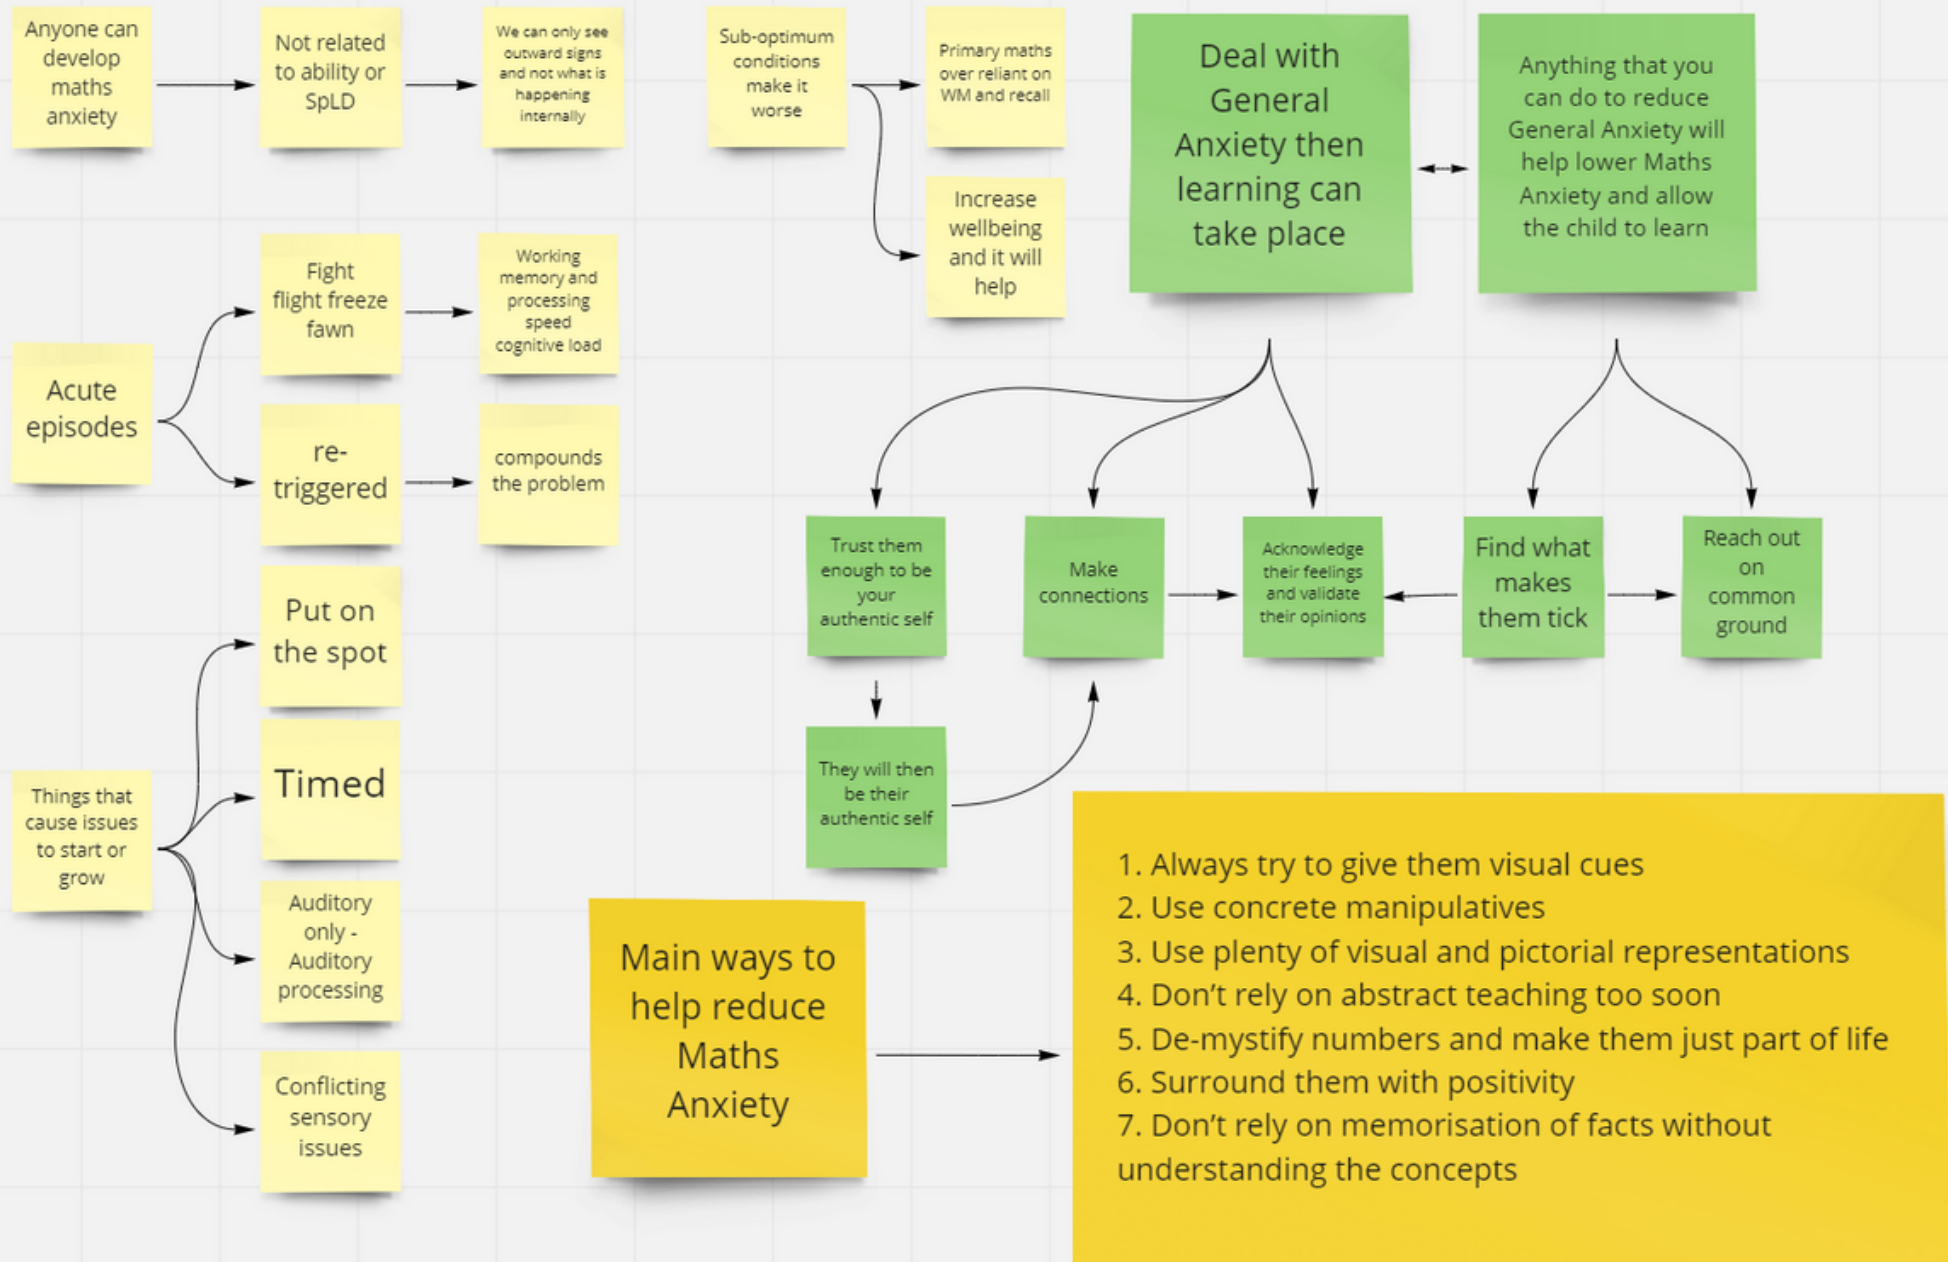 Anyone can
develop
maths
anxiety
Not related
to ability or
SpLD
We can only see
outward signs
and not what is
happening
internally
Sub-optimum
conditions
make it
worse
Primary maths
over reliant on
WM and recall
Increase
wellbeing
and it will
help
Deal with
General
Anxiety then
learning can
take place
Anything that you
can do to reduce
General Anxiety will
help lower Maths
Anxiety and allow
the child to learn
Acute
episodes
Fight
flight freeze
fawn
Working
memory and
processing
speed
cognitive load
re-
triggered
compounds
the problem
Trust them
enough to be
your
authentic self
Make
connections
Acknowledge
their feelings
and validate
their opinions
Find what
makes
them tick
Reach out
on
common
ground
They will then
be their
authentic self
Things that
cause issues
to start or
grow
Put on
the spot
Timed
Auditory
only -
Auditory
processing
Conflicting
sensory
issues
Main ways to
help reduce
Maths
Anxiety
1. Always try to give them visual cues
2. Use concrete manipulatives
3. Use plenty of visual and pictorial representations
4. Don’t rely on abstract teaching too soon
5. De-mystify numbers and make them just part of life
6. Surround them with positivity
7. Don’t rely on memorisation of facts without
understanding the concepts